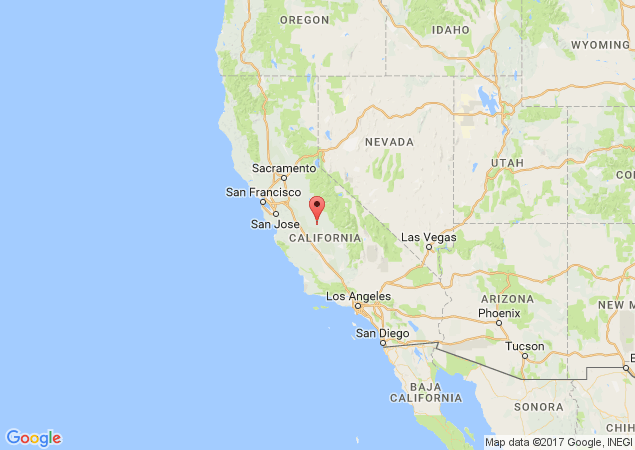 OREGON
IDAHO
WYOMING
NEVADA
UTAH
CO
Sacramento
San Francisco
San Jose
CALIFORNIA
Las Vegas
Los Angeles
ARIZONA
NEW M
Phoenix
San Diego
Tucson
E
BAJA
CALIFORNIA
SONORA
CHIH
Google
Map data ©2017 Google, INEGI